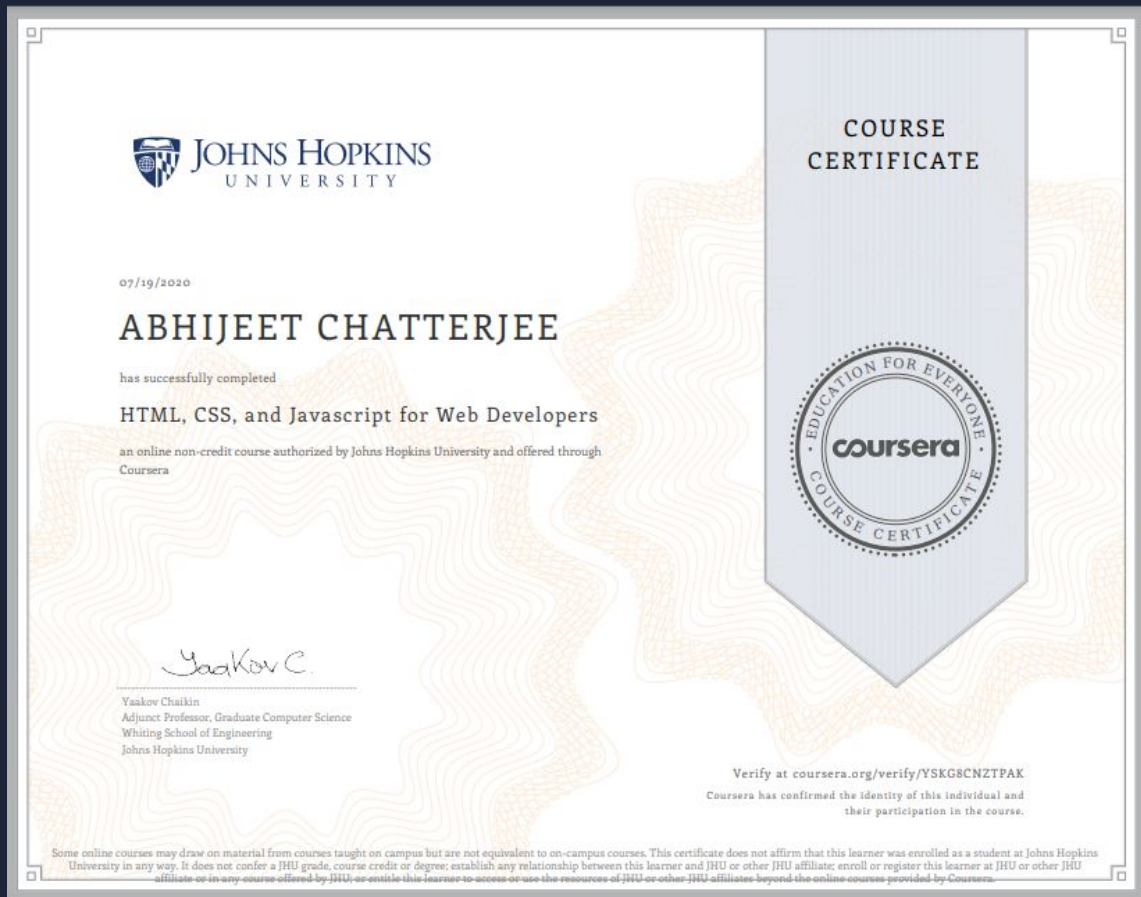 JOHNS HOPKINS
UNIVERSITY
COURSE
CERTIFICATE
07/19/2020
ABHIJEET CHATTERJEE
has successfully completed
HTML, CSS, and Javascript for Web Developers
an online non-credit course authorized by Johns Hopkins University and offered through
Coursera
EDUCATION FOR EVERYONE
coursera
COURSE CERTIFICATE
Yaakov C.
Yaakov Chaikin
Adjunct Professor, Graduate Computer Science
Whiting School of Engineering
Johns Hopkins University
Verify at coursera.org/verify/YSKG8CNZTPAK
Coursera has confirmed the identity of this individual and
their participation in the course.
Some online courses may draw on material from courses taught on campus but are not equivalent to on-campus courses. This certificate does not affirm that this learner was enrolled as a student at Johns Hopkins
University in any way. It does not confer a JHU grade, course credit or degree; establish any relationship between this learner and JHU or other JHU affiliate; enroll or register this learner at JHU or other JHU
affiliate or in any course offered by JHU; or entitle this learner to access or use the resources of JHU or other JHU affiliates beyond the online courses provided by Coursera.